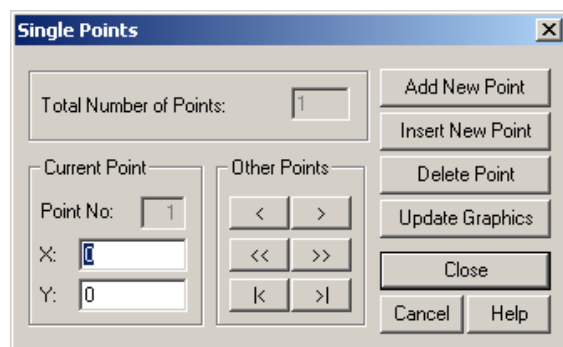 Single Points
Total Number of Points: 1
Add New Point
Insert New Point
Delete Point
Update Graphics
Close
Cancel Help
Current Point
Point No: 1
X: 0
Y: 0
Other Points
< >
<< >>
|< >|